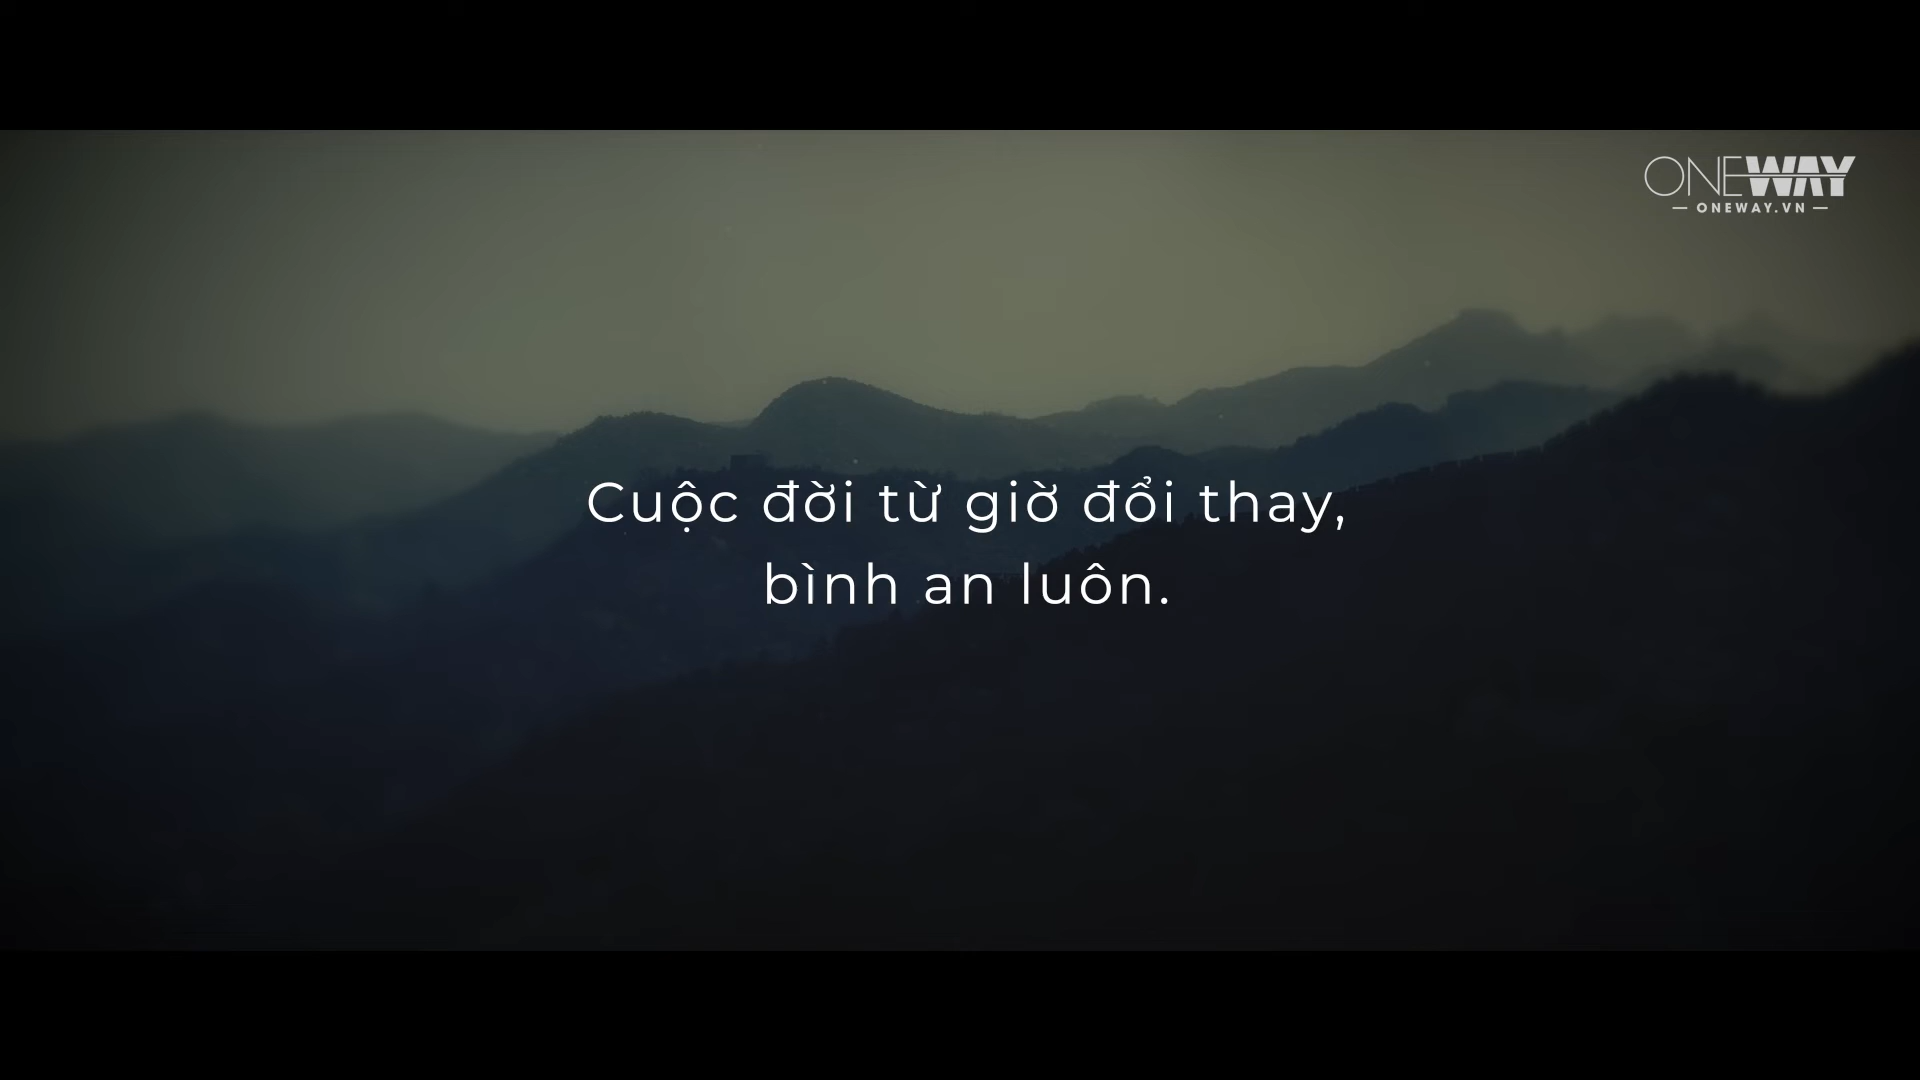 ONEWAY
— ONEWAY.VN —
Cuộc đời từ giờ đổi thay,
bình an luôn.